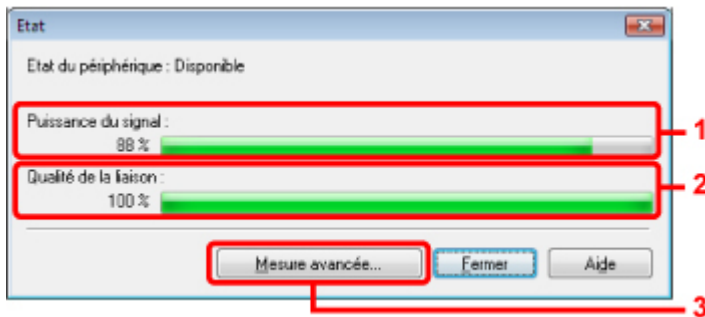 Etat
Etat du périphérique : Disponible
Puissance du signal :
88 %
1
Qualité de la liaison :
100 %
2
Mesure avancée...
Fermer
Aide
3